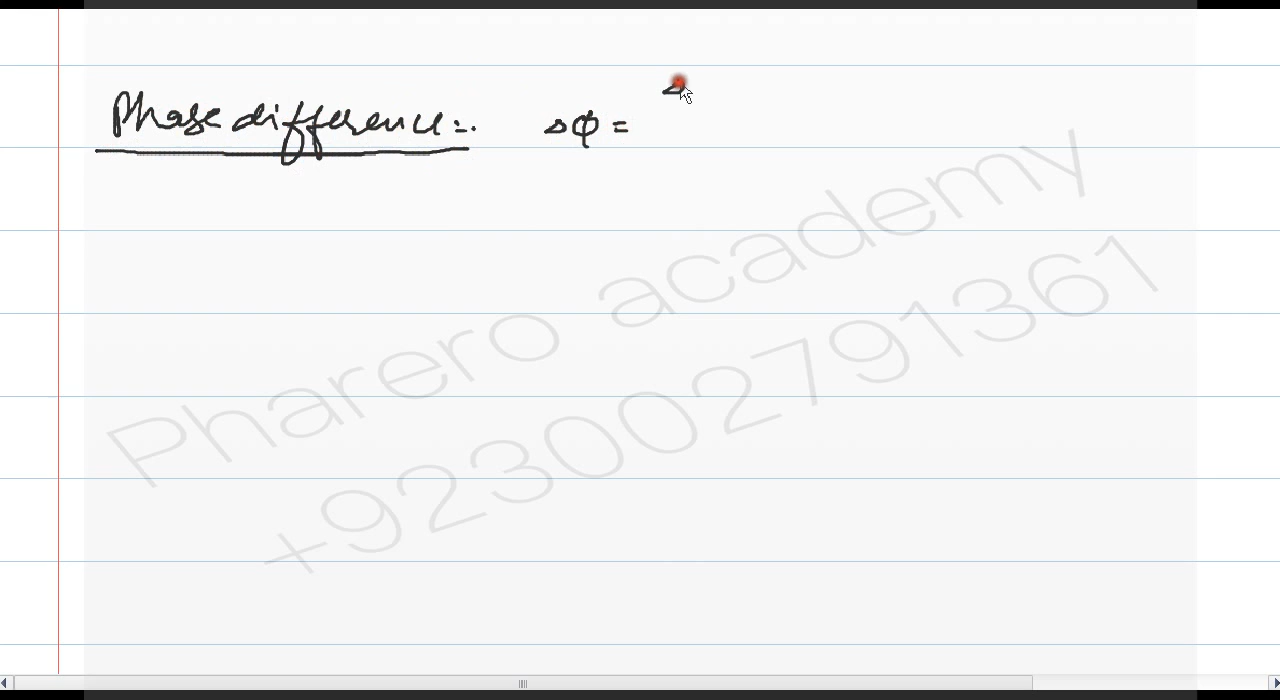 Phase difference:. ΔΦ = Δ
Pharero academy
+923002791361